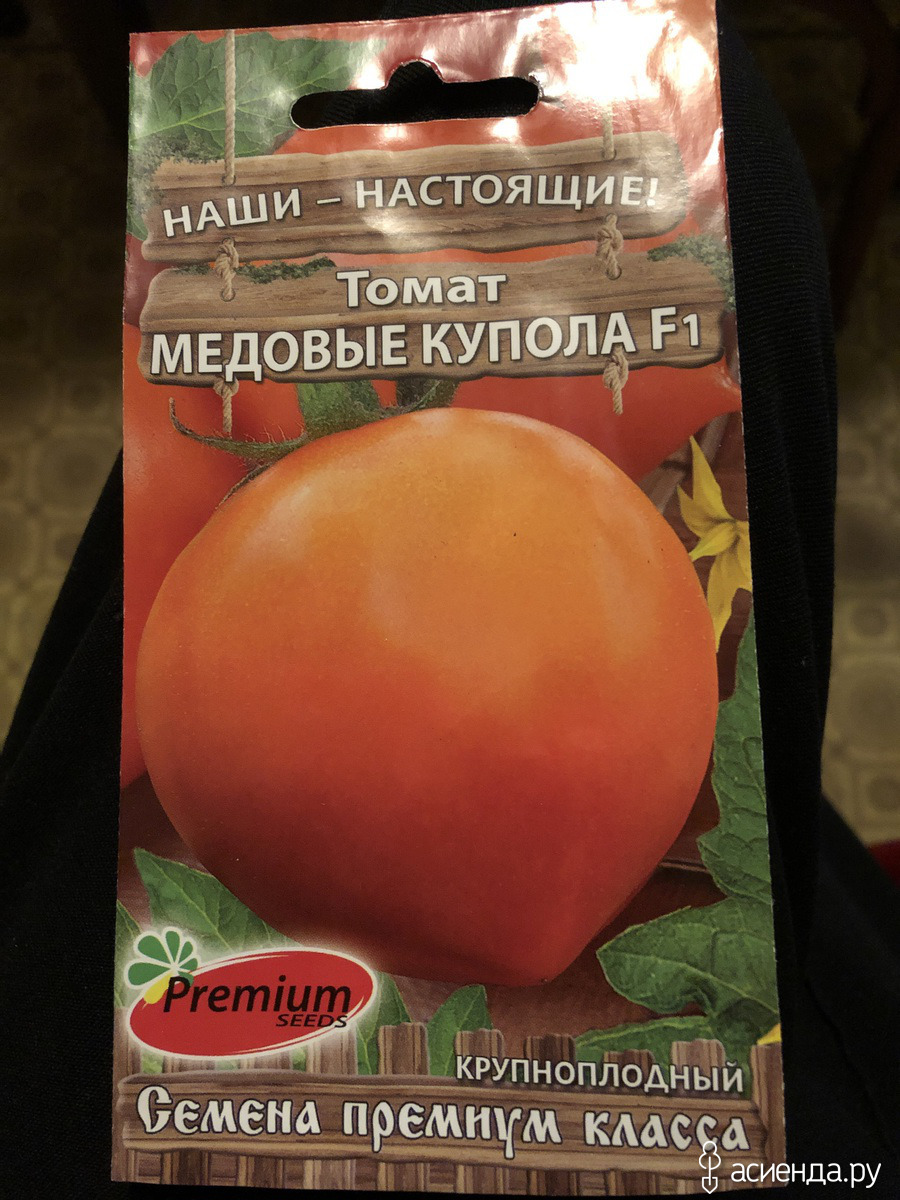 НАШИ – НАСТОЯЩИЕ!
Томат
МЕДОВЫЕ КУПОЛА F1
Premium
SEEDS
КРУПНОПЛОДНЫЙ
Семена премиум класса
асиенда.ру